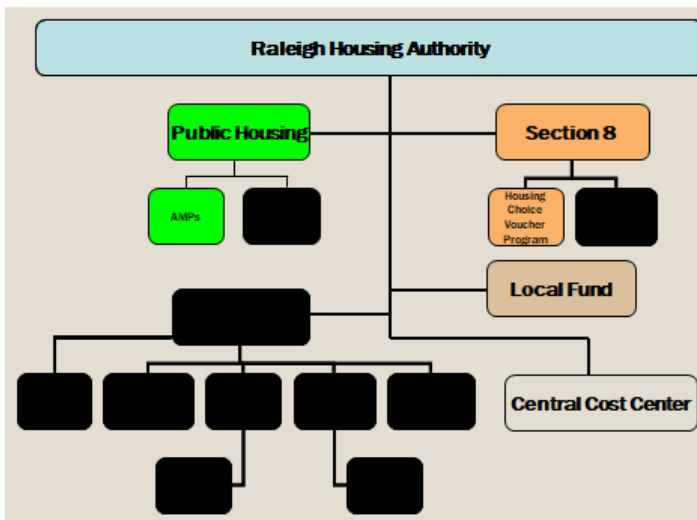 Raleigh Housing Authority
Public Housing
Section 8
AMPs
Housing
Choice
Voucher
Program
Local Fund
Central Cost Center